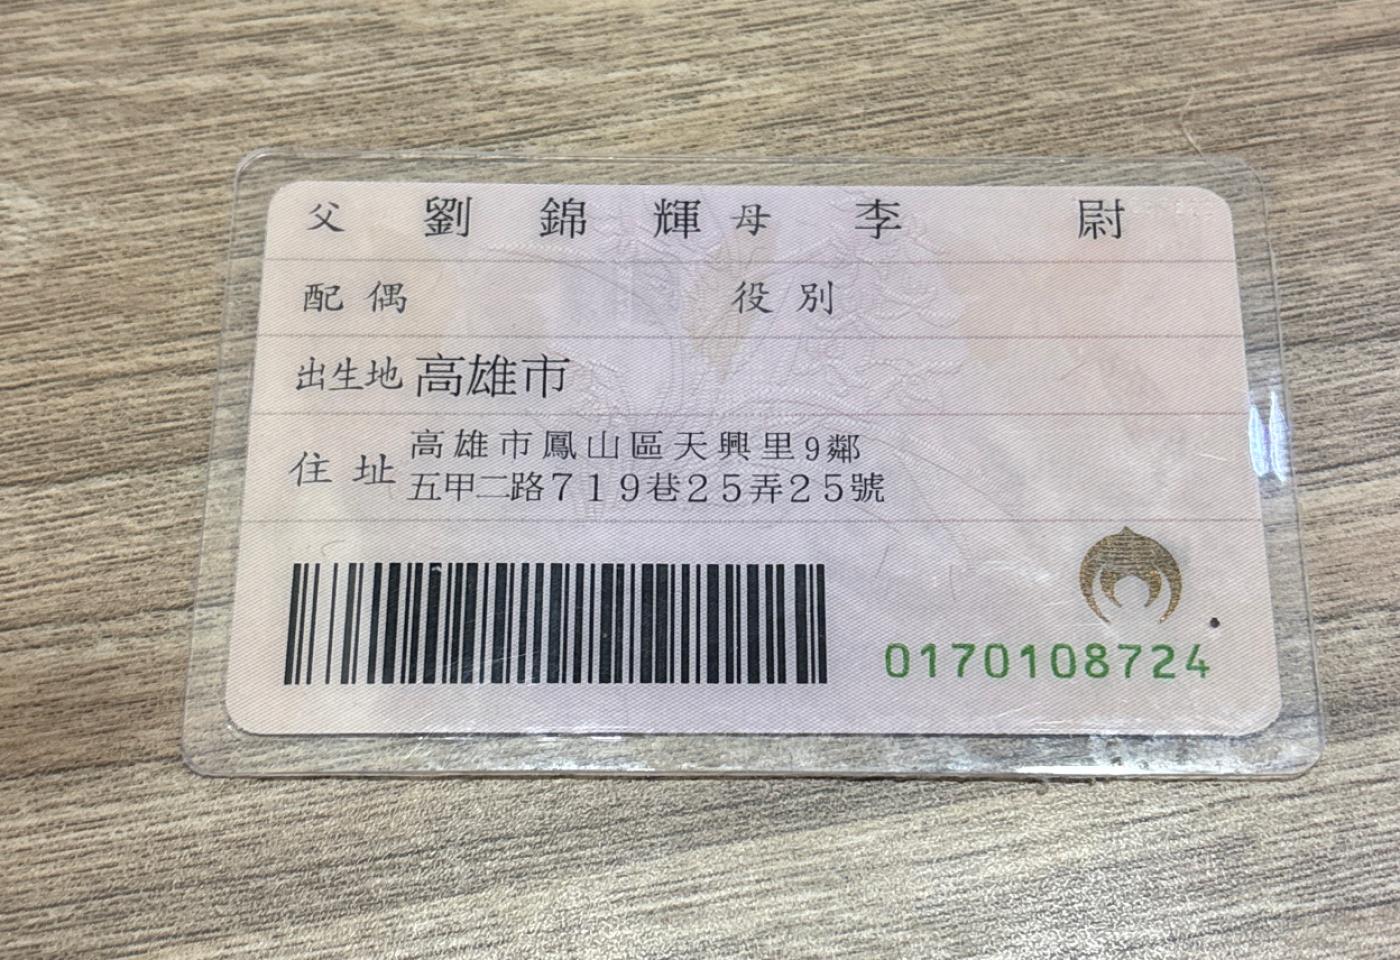 父 劉錦輝 母 李尉
配偶 役別
出生地 高雄市
住址 高雄市鳳山區天興里9鄰
五甲二路719巷25弄25號
0170108724